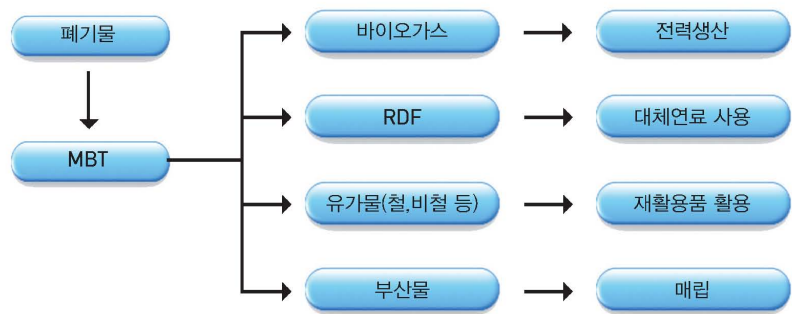 폐기물
MBT
바이오가스
전력생산
RDF
대체연료 사용
유가물(철,비철 등)
재활용품 활용
부산물
매립